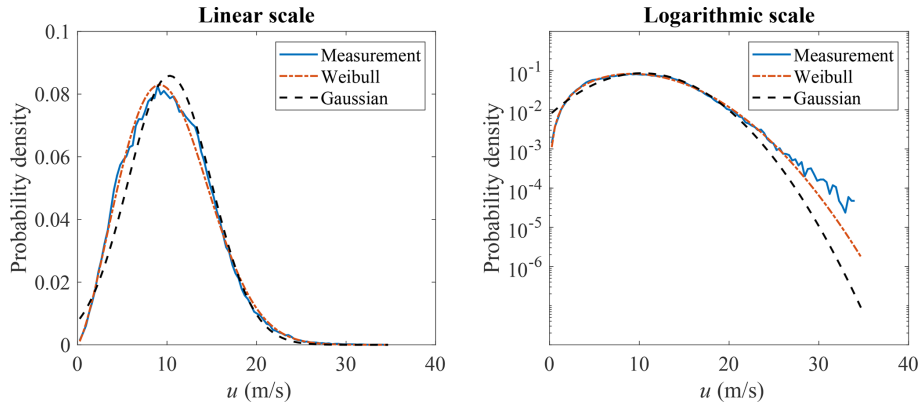 Linear scale
0.1
0.08
0.06
0.04
0.02
0
Probability density
Measurement
Weibull
Gaussian
0
10
20
30
40
u (m/s)
Logarithmic scale
10-1
10-2
10-3
10-4
10-5
10-6
Probability density
Measurement
Weibull
Gaussian
0
10
20
30
40
u (m/s)